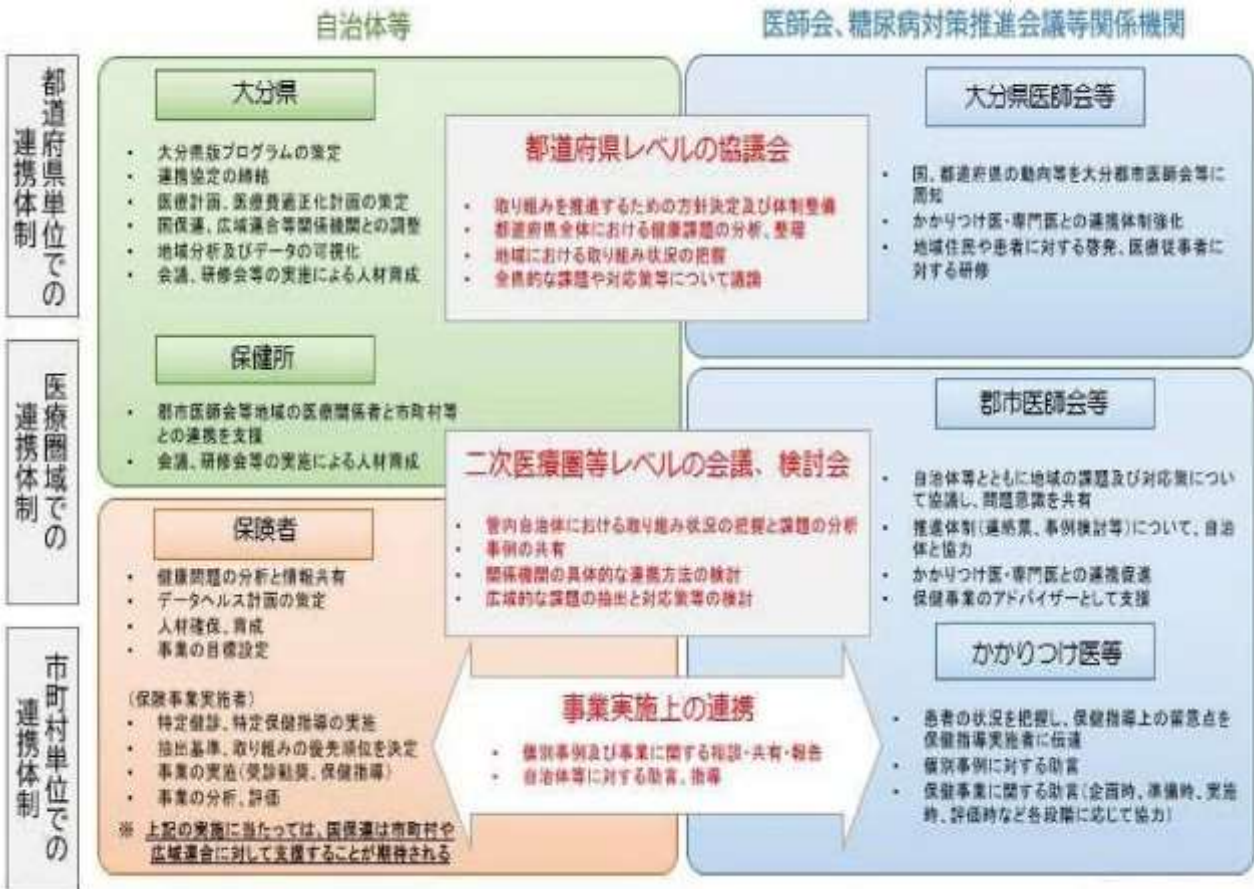 自治体等
医師会、糖尿病対策推進会議等関係機関
都道府県単位での
連携体制
大分県
・ 大分県版プログラムの策定
・ 連携協定の締結
・ 医療計画、医療費適正化計画の策定
・ 国保連、広域連合等関係機関との調整
・ 地域分析及びデータの可視化
・ 会議、研修会等の実施による人材育成
都道府県レベルの協議会
・ 取り組みを推進するための方針決定及び体制整備
・ 都道府県全体における健康課題の分析、整理
・ 地域における取り組み状況の把握
・ 全県的な課題や対応策等について議論
大分県医師会等
・ 国、都道府県の動向等を大分郡市医師会等に
周知
・ かかりつけ医・専門医との連携体制強化
・ 地域住民や患者に対する啓発、医療従事者に
対する研修
医療圏域での
連携体制
保健所
・ 郡市医師会等地域の医療関係者と市町村等
との連携を支援
・ 会議、研修会等の実施による人材育成
二次医療圏等レベルの会議、検討会
・ 管内自治体における取り組み状況の把握と課題の分析
・ 事例の共有
・ 関係機関の具体的な連携方法の検討
・ 広域的な課題の抽出と対応策等の検討
郡市医師会等
・ 自治体等とともに地域の課題及び対応策につい
て協議し、問題意識を共有
・ 推進体制(連絡票、事例検討等)について、自治
体と協力
・ かかりつけ医・専門医との連携促進
・ 保健事業のアドバイザーとして支援
保険者
・ 健康問題の分析と情報共有
・ データヘルス計画の策定
・ 人材確保、育成
・ 事業の目標設定
市町村単位での
連携体制
(保険事業実施者)
・ 特定健診、特定保健指導の実施
・ 抽出基準、取り組みの優先順位を決定
・ 事業の実施(受診勧奨、保健指導)
・ 事業の分析、評価
※ 上記の実施に当たっては、国保連は市町村や
広域連合に対して支援することが期待される
事業実施上の連携
・ 個別事例及び事業に関する相談・共有・報告
・ 自治体等に対する助言、指導
かかりつけ医等
・ 患者の状況を把握し、保健指導上の留意点を
保健指導実施者に伝達
・ 個別事例に対する助言
・ 保健事業に関する助言(企画時、準備時、実施
時、評価時など各段階に応じて協力)